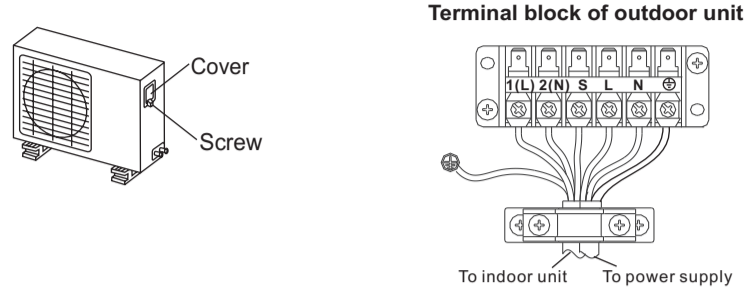 Terminal block of outdoor unit
Cover
Screw
1(L) 2(N) S L N ⏚
To indoor unit To power supply